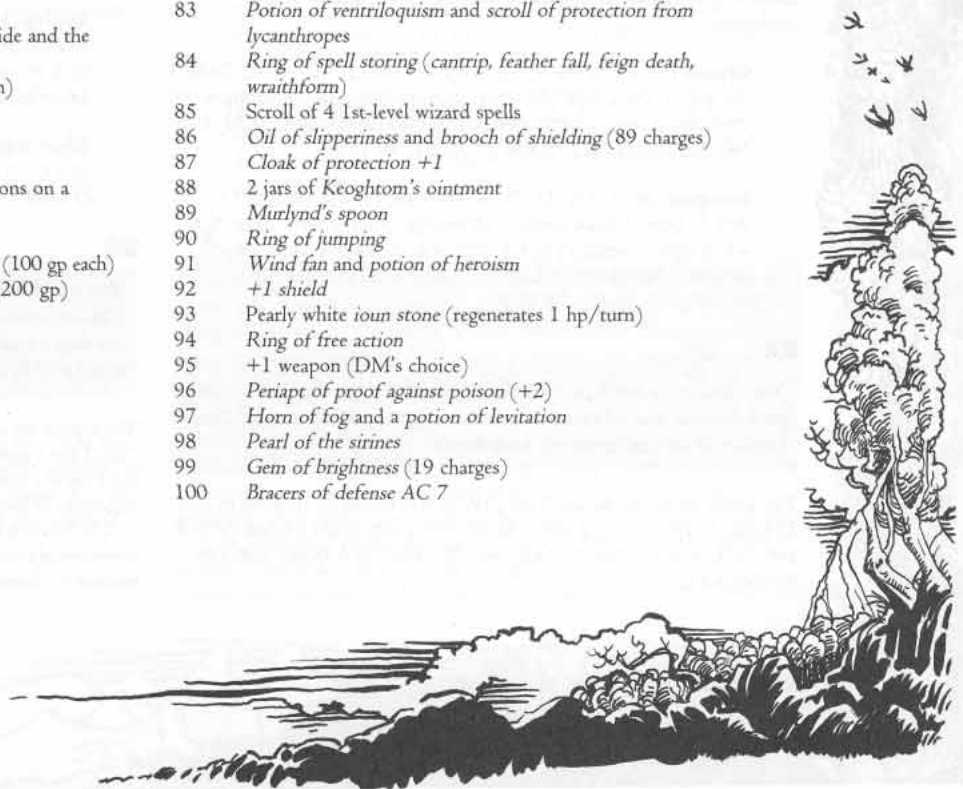 ide and the
n)
ons on a
(100 gp each)
200 gp)
83 Potion of ventriloquism and scroll of protection from
lycanthropes
84 Ring of spell storing (cantrip, feather fall, feign death,
wraithform)
85 Scroll of 4 1st-level wizard spells
86 Oil of slipperiness and brooch of shielding (89 charges)
87 Cloak of protection +1
88 2 jars of Keoghtom's ointment
89 Murlynd's spoon
90 Ring of jumping
91 Wind fan and potion of heroism
92 +1 shield
93 Pearly white ioun stone (regenerates 1 hp/turn)
94 Ring of free action
95 +1 weapon (DM's choice)
96 Periapt of proof against poison (+2)
97 Horn of fog and a potion of levitation
98 Pearl of the sirines
99 Gem of brightness (19 charges)
100 Bracers of defense AC 7